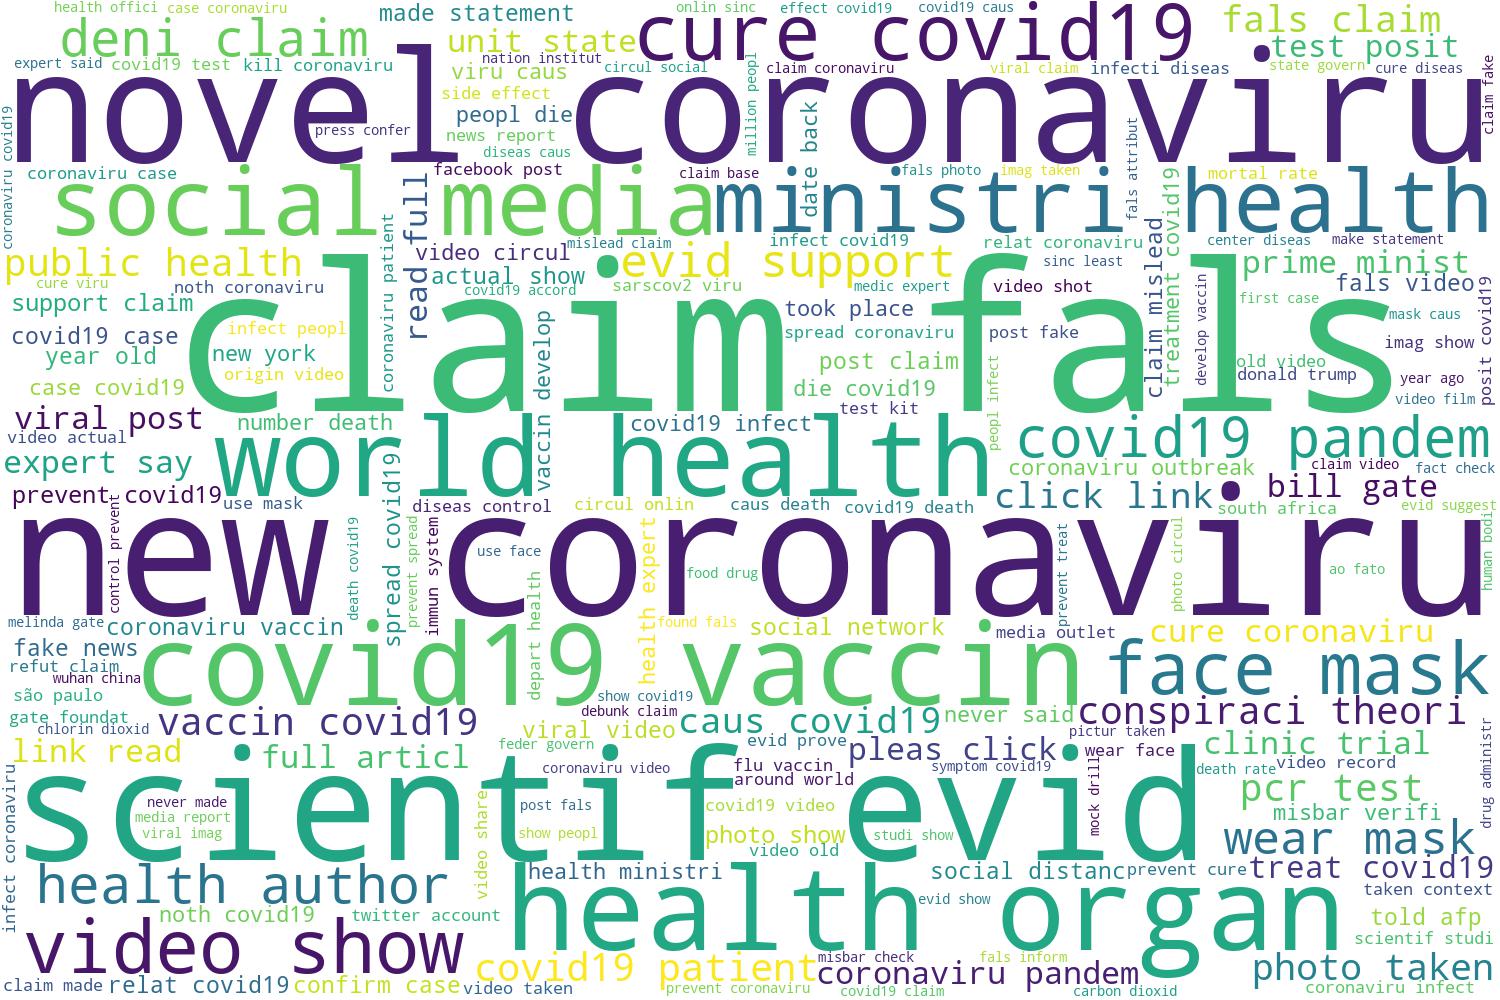 health offici
case coronaviru
made statement
onlin sinc
effect covid19
covid19 caus
fals claim
deni claim
unit state
cure covid19
test posit
expert said
covid19 test
kill coronaviru
nation institut
viru caus
circul social
claim coronaviru
viral claim
infecti diseas
state govern
cure diseas
claim fake
novel coronaviru
side effect
peopl die
press confer
news report
diseas caus
million peopl
date back
fals attribut
coronaviru covid19
coronaviru case
facebook post
claim base
fals photo
imag taken
mortal rate
social media
ministri health
read full
treatment covid19
claim mislead
coronaviru patient
public health
video circul
mislead claim
infect covid19
relat coronaviru
center diseas
make statement
actual show
evid support
sinc least
prime minist
cure viru
noth coronaviru
covid19 accord
sarscov2 viru
medic expert
video shot
fals video
support claim
took place
first case
mask caus
claim fals
covid19 case
infect peopl
spread coronaviru
post fake
imag show
year old
new york
post claim
old video
develop vaccin
posit covid19
origin video
donald trump
year ago
case covid19
die covid19
video film
viral post
number death
test kit
vaccin develop
covid19 infect
peopl infect
video actual
world health
covid19 pandem
expert say
coronaviru outbreak
claim video
fact check
prevent covid19
use mask
diseas control
circul onlin
caus death
covid19 death
click link
bill gate
south africa
evid suggest
control prevent
spread covid19
new coronaviru
death covid19
prevent spread
immun system
use face
health expert
food drug
prevent treat
photo circul
ao fato
human bodi
depart health
melinda gate
coronaviru vaccin
found fals
social network
media outlet
cure coronaviru
fake news
covid19 vaccin
face mask
refut claim
wuhan china
são paulo
show covid19
gate foundat
chlorin dioxid
vaccin covid19
debunk claim
viral video
caus covid19
never said
conspiraci theori
link read
full articl
feder govern
evid prove
pleas click
pictur taken
wear face
clinic trial
coronaviru video
flu vaccin
around world
symptom covid19
death rate
video record
drug administr
scientif evid
mock drill
pcr test
never made
media report
viral imag
post fals
show peopl
covid19 video
photo show
studi show
misbar verifi
video old
wear mask
infect coronaviru
video share
health author
health ministri
social distanc
prevent cure
treat covid19
taken context
health organ
evid show
noth covid19
twitter account
told afp
scientif studi
video show
covid19 patient
misbar check
fals inform
coronaviru pandem
photo taken
claim made
relat covid19
confirm case
video taken
prevent coronaviru
covid19 claim
carbon dioxid
coronaviru infect